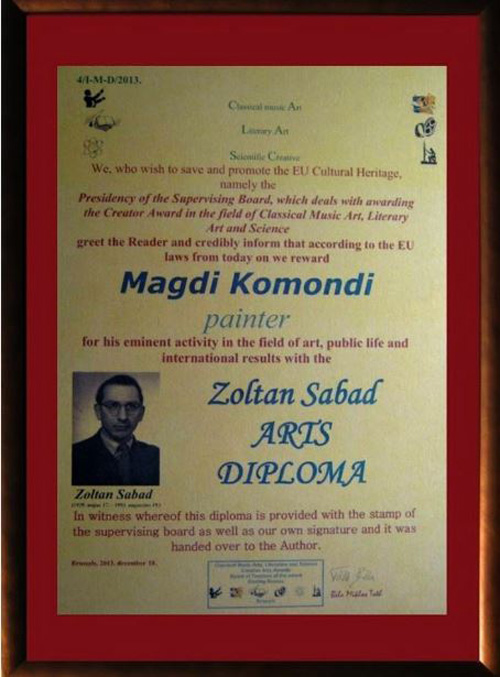 4/I-M-D/2013.
Classical music Art
Literary Art
Scientific Creative
We, who wish to save and promote the EU Cultural Heritage,
namely the
Presidency of the Supervising Board, which deals with awarding
the Creator Award in the field of Classical Music Art, Literary
Art and Science
greet the Reader and credibly inform that according to the EU
laws from today on we reward
Magdi Komondi
painter
for his eminent activity in the field of art, public life and
international results with the
Zoltan Sabad
ARTS
DIPLOMA
Zoltan Sabad
In witness whereof this diploma is provided with the stamp of
the supervising board as well as our own signature and it was
handed over to the Author.
Brussels, 2013. december 18.
Brussels